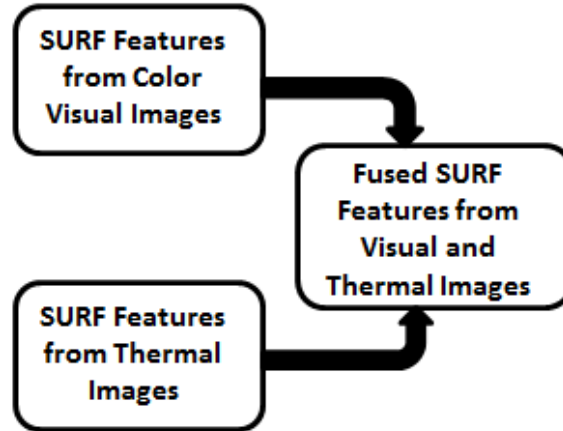 SURF Features
from Color
Visual Images
Fused SURF
Features from
Visual and
Thermal Images
SURF Features
from Thermal
Images